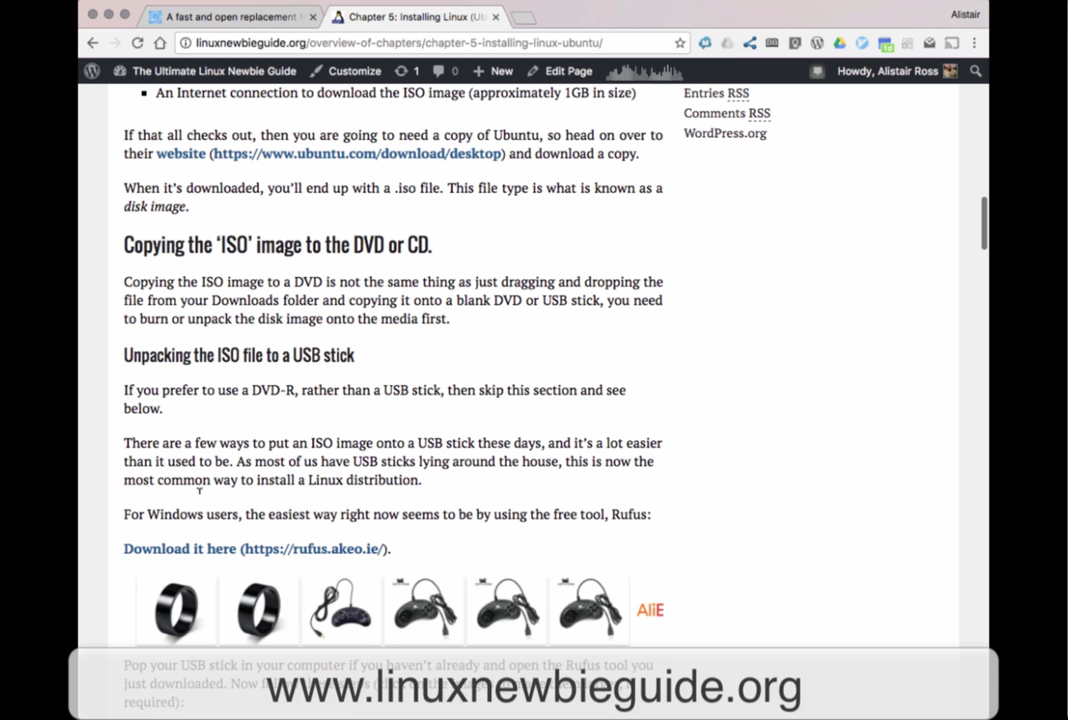 A fast and open replacement
Chapter 5: Installing Linux (Ub
Alistair
linuxnewbieguide.org/overview-of-chapters/chapter-5-installing-linux-ubuntu/
The Ultimate Linux Newbie Guide
Customize
1
0
New
Edit Page
Howdy, Alistair Ross
An Internet connection to download the ISO image (approximately 1GB in size)
Entries RSS
Comments RSS
WordPress.org
If that all checks out, then you are going to need a copy of Ubuntu, so head on over to
their website (https://www.ubuntu.com/download/desktop) and download a copy.
When it's downloaded, you'll end up with a .iso file. This file type is what is known as a
disk image.
Copying the ‘ISO’ image to the DVD or CD.
Copying the ISO image to a DVD is not the same thing as just dragging and dropping the
file from your Downloads folder and copying it onto a blank DVD or USB stick, you need
to burn or unpack the disk image onto the media first.
Unpacking the ISO file to a USB stick
If you prefer to use a DVD-R, rather than a USB stick, then skip this section and see
below.
There are a few ways to put an ISO image onto a USB stick these days, and it's a lot easier
than it used to be. As most of us have USB sticks lying around the house, this is now the
most common way to install a Linux distribution.
For Windows users, the easiest way right now seems to be by using the free tool, Rufus:
Download it here (https://rufus.akeo.ie/).
AliE
Pop your USB stick in your computer if you haven't already and open the Rufus tool you
just downloaded. Now
required):
www.linuxnewbieguide.org